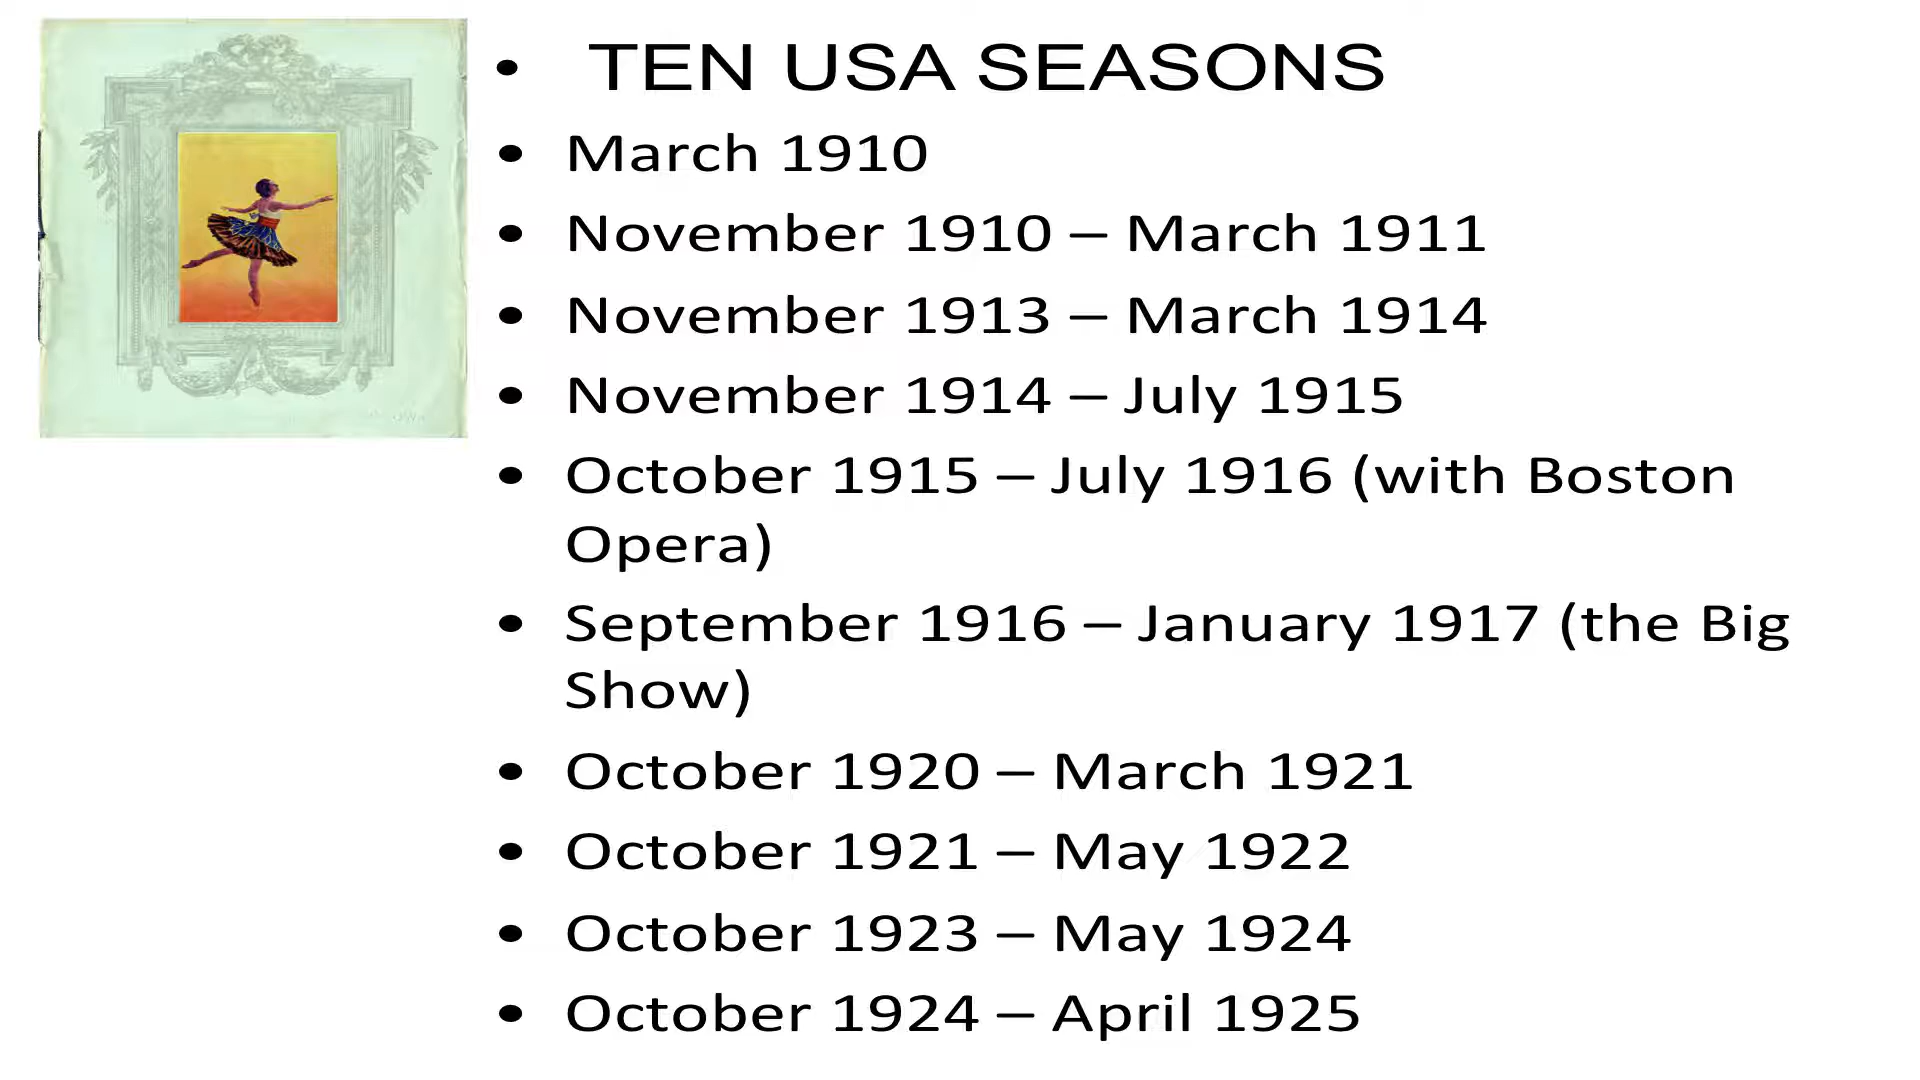 • TEN USA SEASONS
• March 1910
• November 1910 – March 1911
• November 1913 – March 1914
• November 1914 – July 1915
• October 1915 – July 1916 (with Boston
Opera)
• September 1916 – January 1917 (the Big
Show)
• October 1920 – March 1921
• October 1921 – May 1922
• October 1923 – May 1924
• October 1924 – April 1925